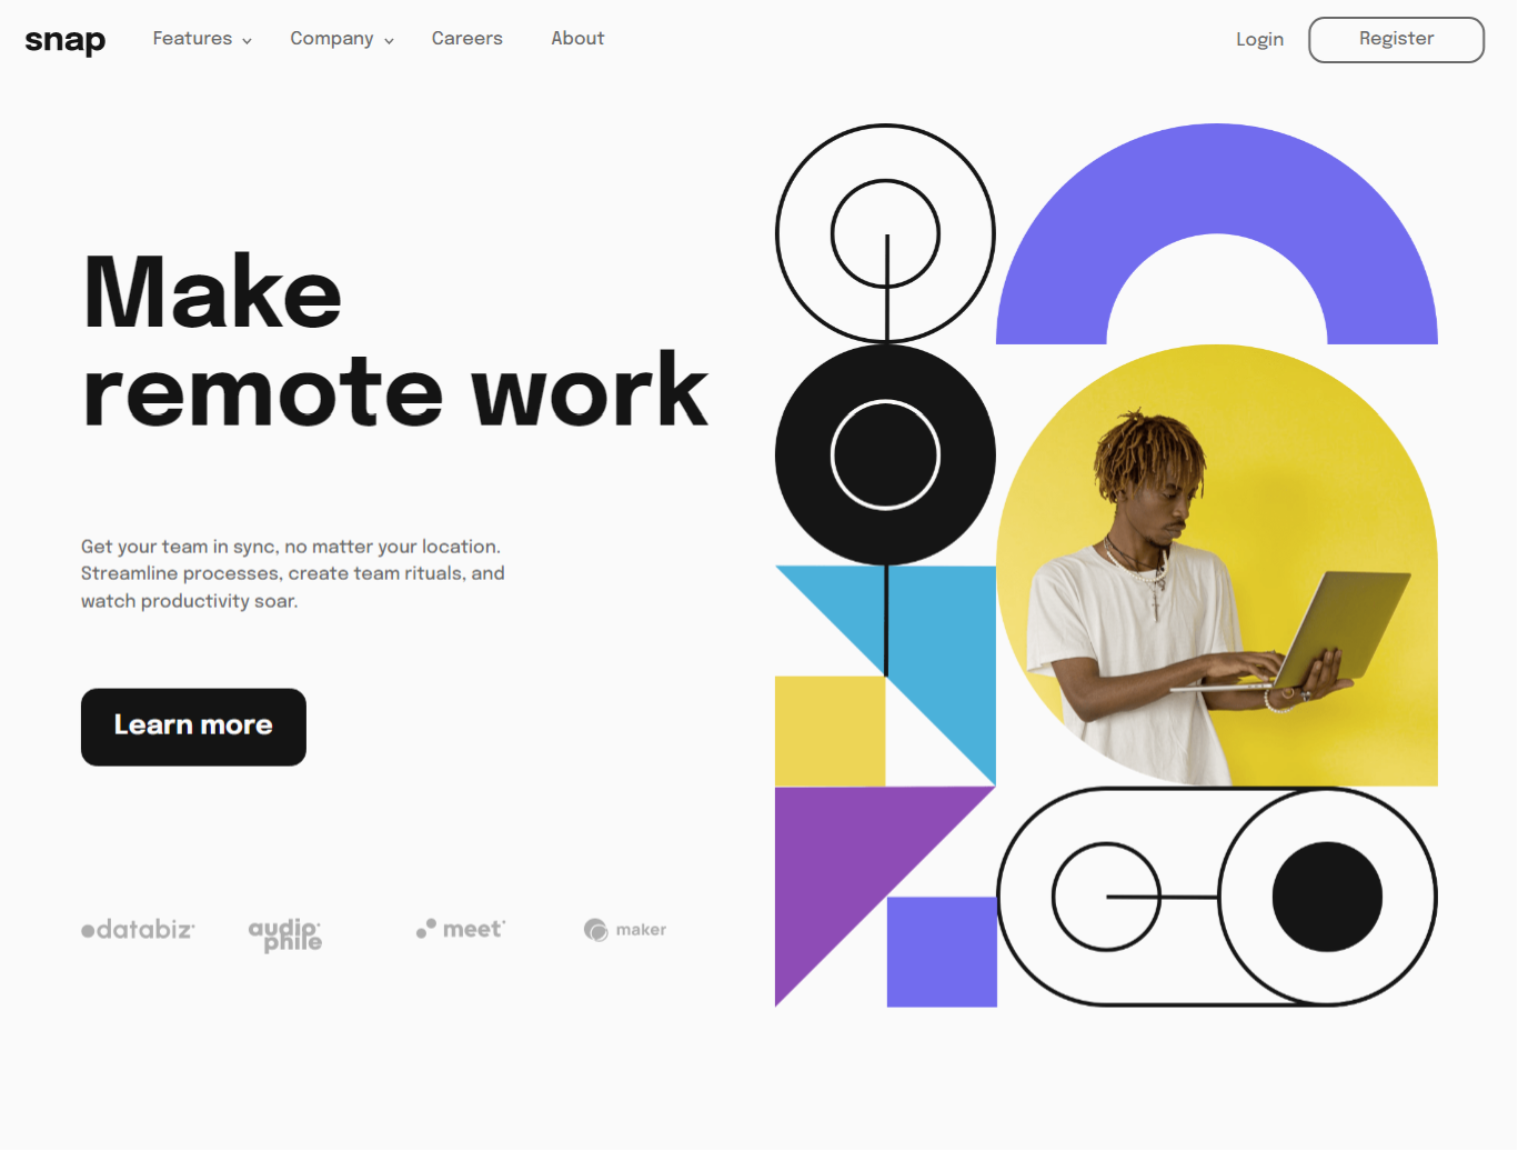 snap Features Company Careers About Login Register
Make
remote work
Get your team in sync, no matter your location.
Streamline processes, create team rituals, and
watch productivity soar.
Learn more
databiz audiophile meet maker